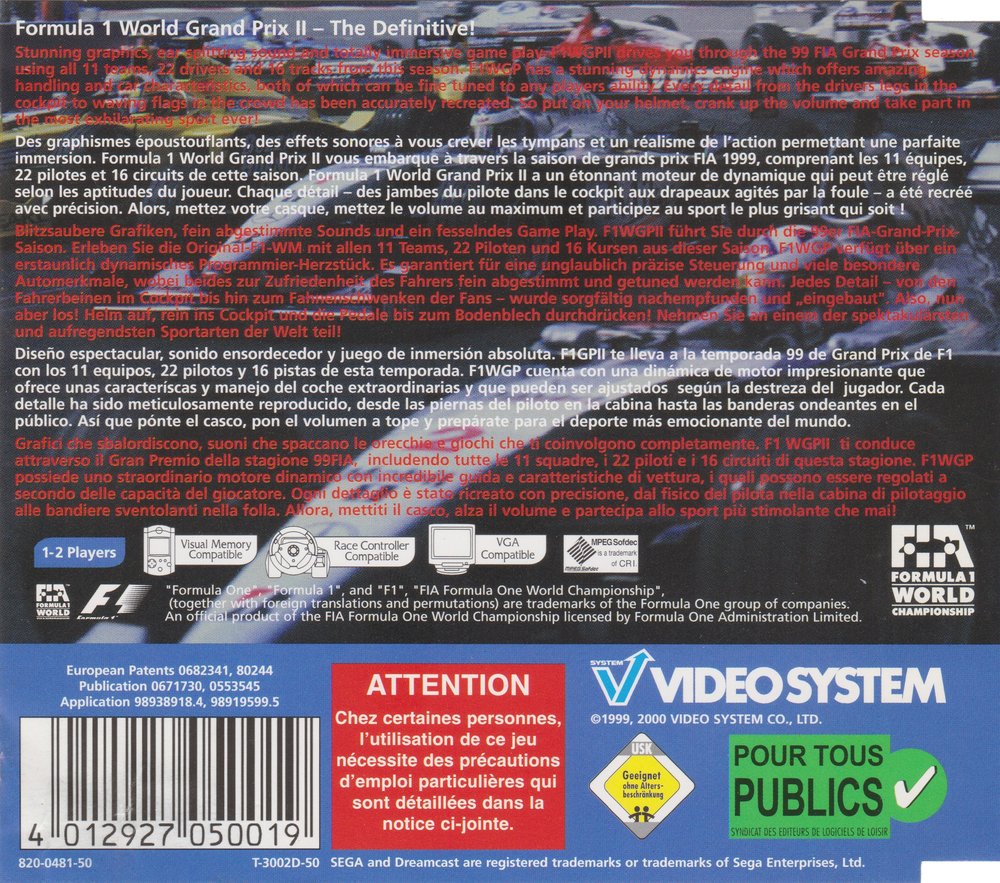 Formula 1 World Grand Prix II – The Definitive!
Stunning graphics, ear splitting sound and totally immersive game play. F1WGPII drives you through the 99 FIA Grand Prix season
using all 11 teams, 22 drivers and 16 tracks from this season. F1WGP has a stunning dynamics engine which offers amazing
handling and car characteristics, both of which can be fine tuned to any players ability. Every detail from the drivers legs in the
cockpit to waving flags in the crowd has been accurately recreated. So put on your helmet, crank up the volume and take part in
the most exhilarating sport ever!
Des graphismes époustouflants, des effets sonores à vous crever les tympans et un réalisme de l'action permettant une parfaite
immersion. Formula 1 World Grand Prix II vous embarque à travers la saison de grands prix FIA 1999, comprenant les 11 équipes,
22 pilotes et 16 circuits de cette saison. Formula 1 World Grand Prix II a un étonnant moteur de dynamique qui peut être réglé
selon les aptitudes du joueur. Chaque détail – des jambes du pilote dans le cockpit aux drapeaux agités par la foule – a été recréé
avec précision. Alors, mettez votre casque, mettez le volume au maximum et participez au sport le plus grisant qui soit !
Blitzsaubere Grafiken, fein abgestimmte Sounds und ein fesselndes Game Play. F1WGPII führt Sie durch die 99er FIA-Grand-Prix-
Saison. Erleben Sie die Original-F1-WM mit allen 11 Teams, 22 Piloten und 16 Kursen aus dieser Saison. F1WGP verfügt über ein
erstaunlich dynamisches Programmier-Herzstück. Es garantiert für eine unglaublich präzise Steuerung und viele besondere
Automerkmale, wobei beides zur Zufriedenheit des Fahrers fein abgestimmt und getuned werden kann. Jedes Detail – von den
Fahrerbeinen im Cockpit bis hin zum Fahnenschwenken der Fans – wurde sorgfältig nachempfunden und „eingebaut". Also, nun
aber los! Helm auf, rein ins Cockpit und die Pedale bis zum Bodenblech durchdrücken! Nehmen Sie an einem der spektakulärsten
und aufregendsten Sportarten der Welt teil!
Diseño espectacular, sonido ensordecedor y juego de inmersión absoluta. F1GPII te lleva a la temporada 99 de Grand Prix de F1
con los 11 equipos, 22 pilotos y 16 pistas de esta temporada. F1WGP cuenta con una dinámica de motor impresionante que
ofrece unas caracteríscas y manejo del coche extraordinarias y que pueden ser ajustados según la destreza del jugador. Cada
detalle ha sido meticulosamente reproducido, desde las piernas del piloto en la cabina hasta las banderas ondeantes en el
público. Así que pónte el casco, pon el volumen a tope y prepárate para el deporte más emocionante del mundo.
Grafici che sbalordiscono, suoni che spaccano le orecchie e giochi che ti coinvolgono completamente. F1 WGPII ti conduce
attraverso il Gran Premio della stagione 99FIA, includendo tutte le 11 squadre, i 22 piloti e i 16 circuiti di questa stagione. F1WGP
possiede uno straordinario motore dinamico con incredibile guida e caratteristiche di vettura, i quali possono essere regolati a
secondo delle capacità del giocatore. Ogni dettaglio è stato ricreato con precisione, dal fisico del pilota nella cabina di pilotaggio
alle bandiere sventolanti nella folla. Allora, mettiti il casco, alza il volume e partecipa allo sport più stimolante che mai!
1-2 Players
Visual Memory
Compatible
Race Controller
Compatible
VGA
Compatible
MPEG Sofdec
MPEG Sofdec
is a trademark
of CRI.
FIA
FORMULA 1
WORLD
CHAMPIONSHIP
TM
FIA
FORMULA 1
WORLD
CHAMPIONSHIP
F1
Formula 1
"Formula One", "Formula 1", and "F1", "FIA Formula One World Championship",
(together with foreign translations and permutations) are trademarks of the Formula One group of companies.
An official product of the FIA Formula One World Championship licensed by Formula One Administration Limited.
European Patents 0682341, 80244
Publication 0671730, 0553545
Application 98938918.4, 98919599.5
4 012927 050019
820-0481-50
T-3002D-50
ATTENTION
Chez certaines personnes,
l'utilisation de ce jeu
nécessite des précautions
d'emploi particulières qui
sont détaillées dans la
notice ci-jointe.
SYSTEM
V VIDEO SYSTEM
©1999, 2000 VIDEO SYSTEM CO., LTD.
USK
Geeignet
ohne Alters-
beschränkung
POUR TOUS
PUBLICS
SYNDICAT DES EDITEURS DE LOGICIELS DE LOISIR
SEGA and Dreamcast are registered trademarks or trademarks of Sega Enterprises, Ltd.